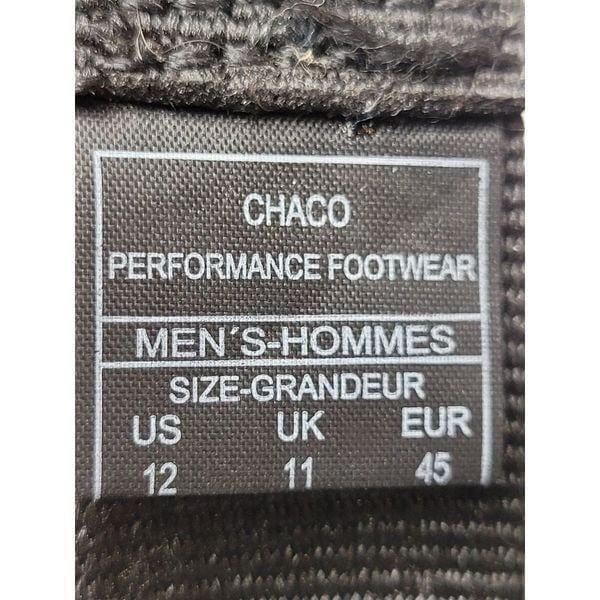 CHACO
PERFORMANCE FOOTWEAR
MEN´S-HOMMES
SIZE-GRANDEUR
US UK EUR
12 11 45